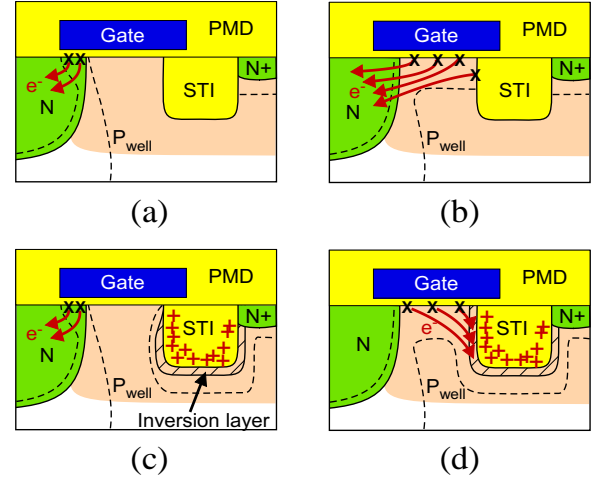 Gate PMD
X X
e-
N
STI
N+
Pwell
(a)
Gate PMD
X X X
X
e-
N
STI
N+
Pwell
(b)
Gate PMD
X X
e-
N
STI
N+
Pwell
Inversion layer
(c)
Gate PMD
X X X
e-
N
STI
N+
Pwell
(d)